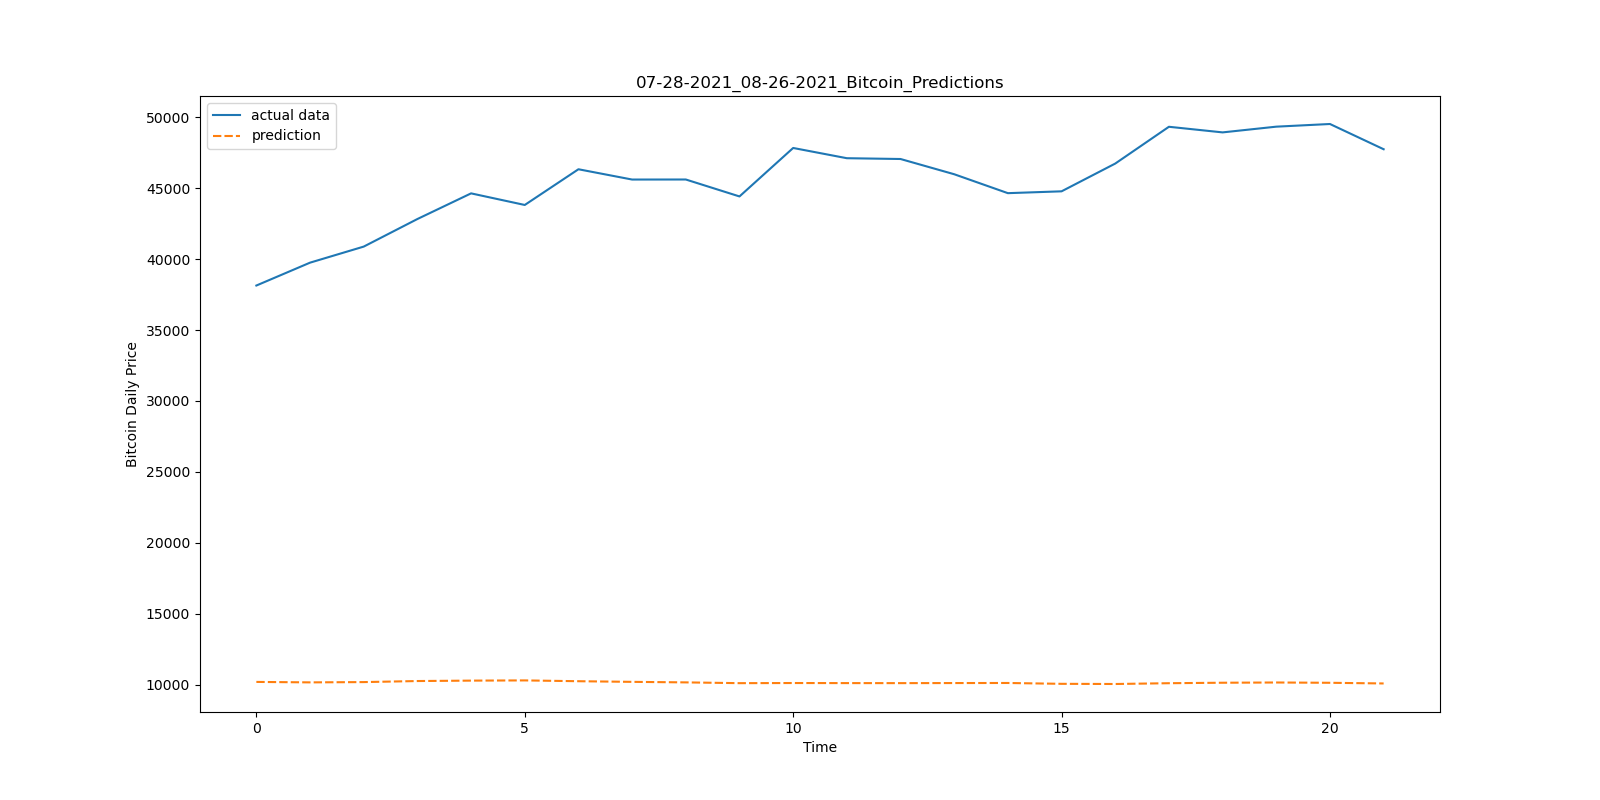 07-28-2021_08-26-2021_Bitcoin_Predictions
actual data
prediction
50000
45000
40000
35000
30000
25000
20000
15000
10000
Bitcoin Daily Price
0 5 10 15 20
Time